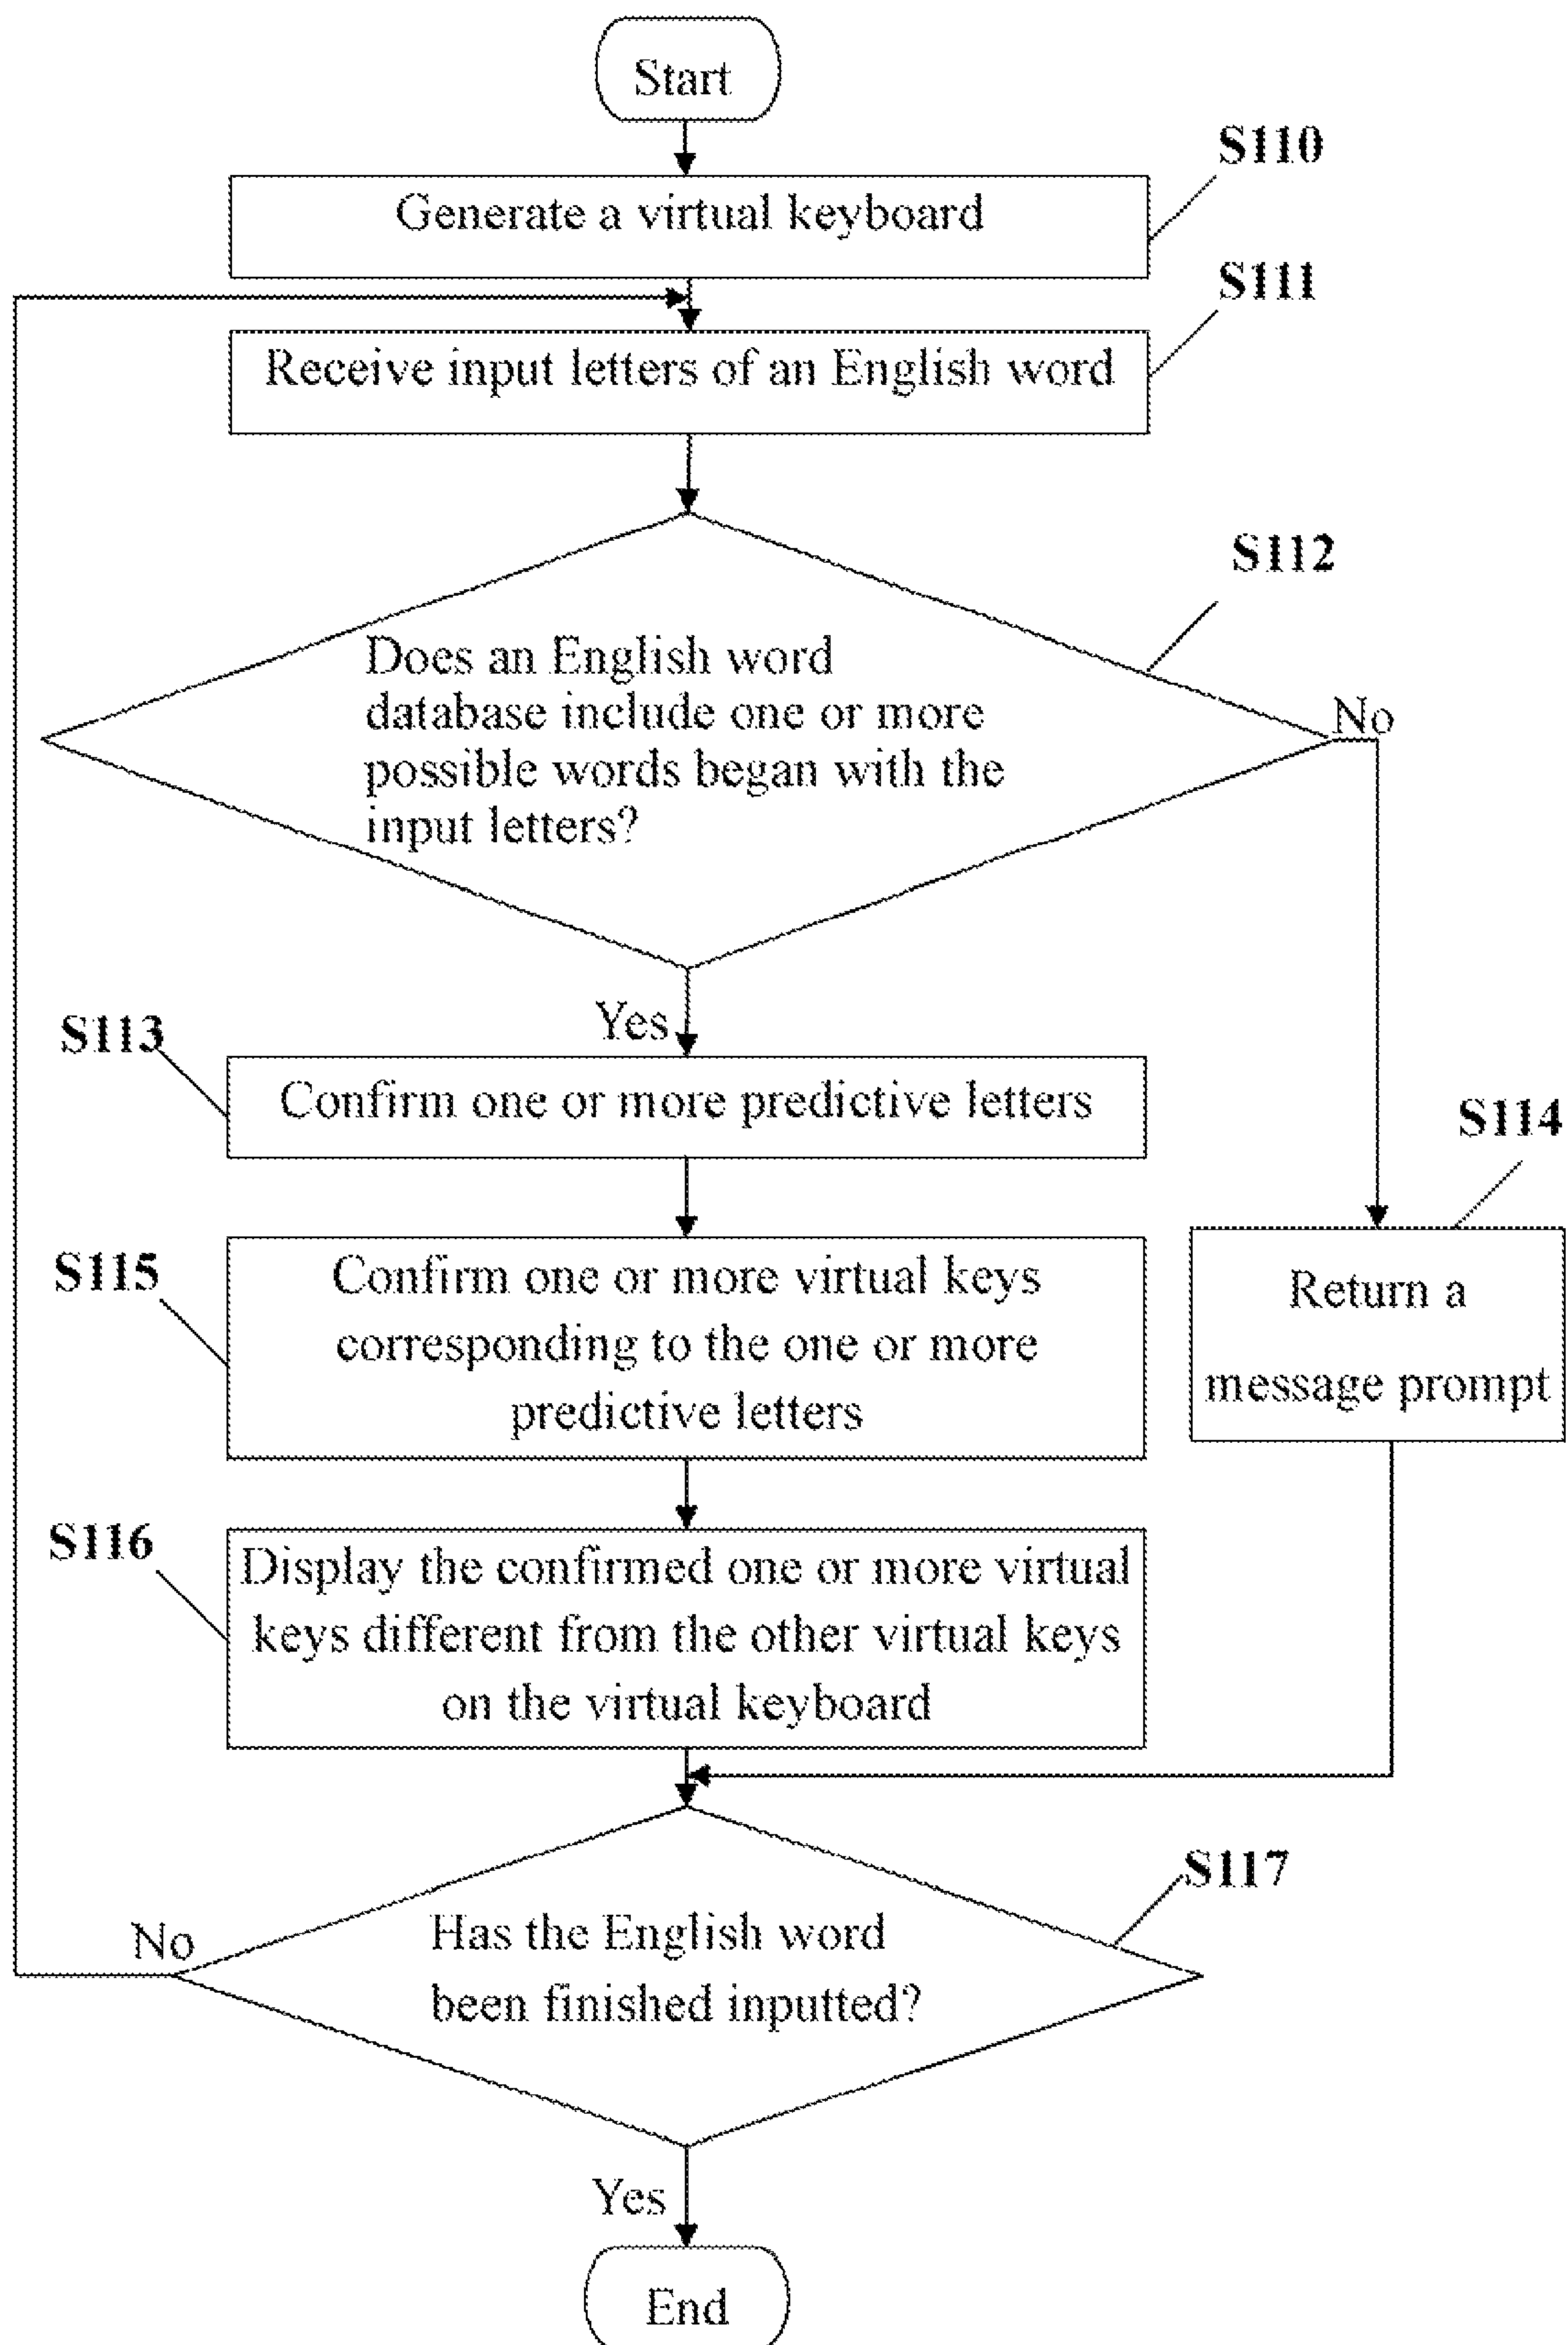 Start
S110
Generate a virtual keyboard
S111
Receive input letters of an English word
S112
Does an English word
database include one or more
possible words began with the
input letters?
No
Yes
S113
Confirm one or more predictive letters
S114
Return a
message prompt
S115
Confirm one or more virtual keys
corresponding to the one or more
predictive letters
S116
Display the confirmed one or more virtual
keys different from the other virtual keys
on the virtual keyboard
S117
Has the English word
been finished inputted?
No
Yes
End